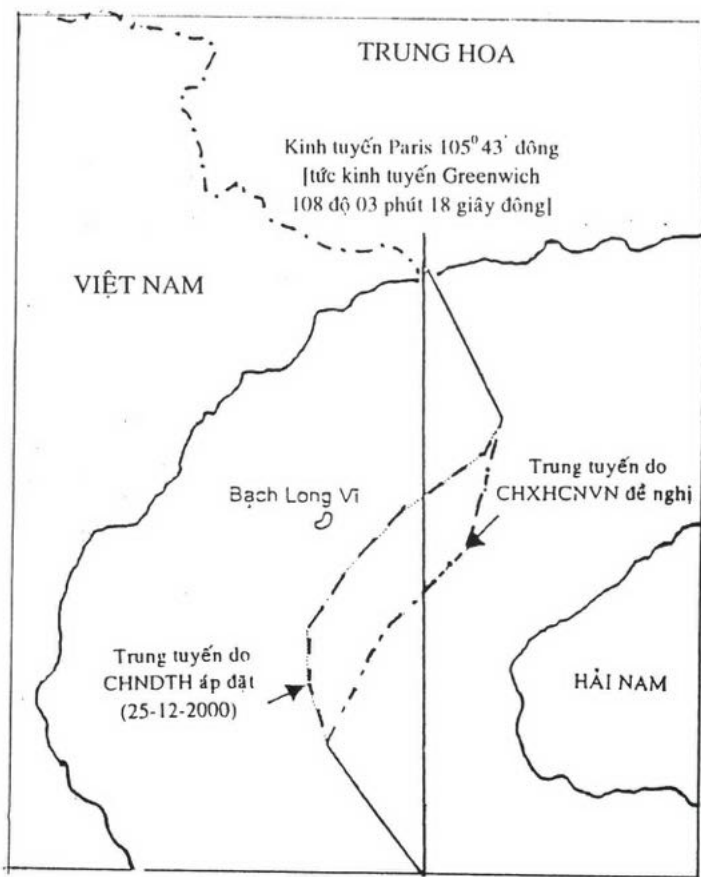 TRUNG HOA
Kinh tuyến Paris 105⁰ 43' đông
[tức kinh tuyến Greenwich
108 độ 03 phút 18 giây đông]
VIỆT NAM
Trung tuyến do
CHXHCNVN đề nghị
Bạch Long Vĩ
Trung tuyến do
CHNDTH áp đặt
(25-12-2000)
HẢI NAM